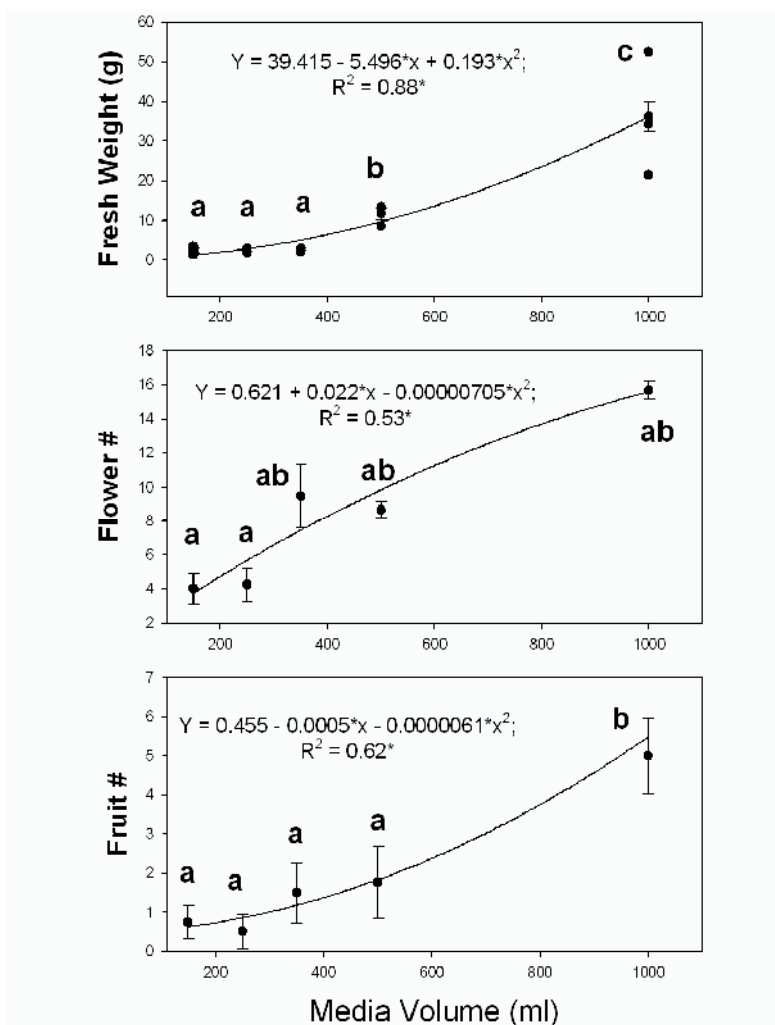 60
50
40
30
20
10
0
Fresh Weight (g)
Y = 39.415 - 5.496*x + 0.193*x²;
R² = 0.88*
a a a b c
200 400 600 800 1000
18
16
14
12
10
8
6
4
2
Flower #
Y = 0.621 + 0.022*x - 0.00000705*x²;
R² = 0.53*
a a ab ab ab
200 400 600 800 1000
7
6
5
4
3
2
1
0
Fruit #
Y = 0.455 - 0.0005*x - 0.0000061*x²;
R² = 0.62*
a a a a b
200 400 600 800 1000
Media Volume (ml)